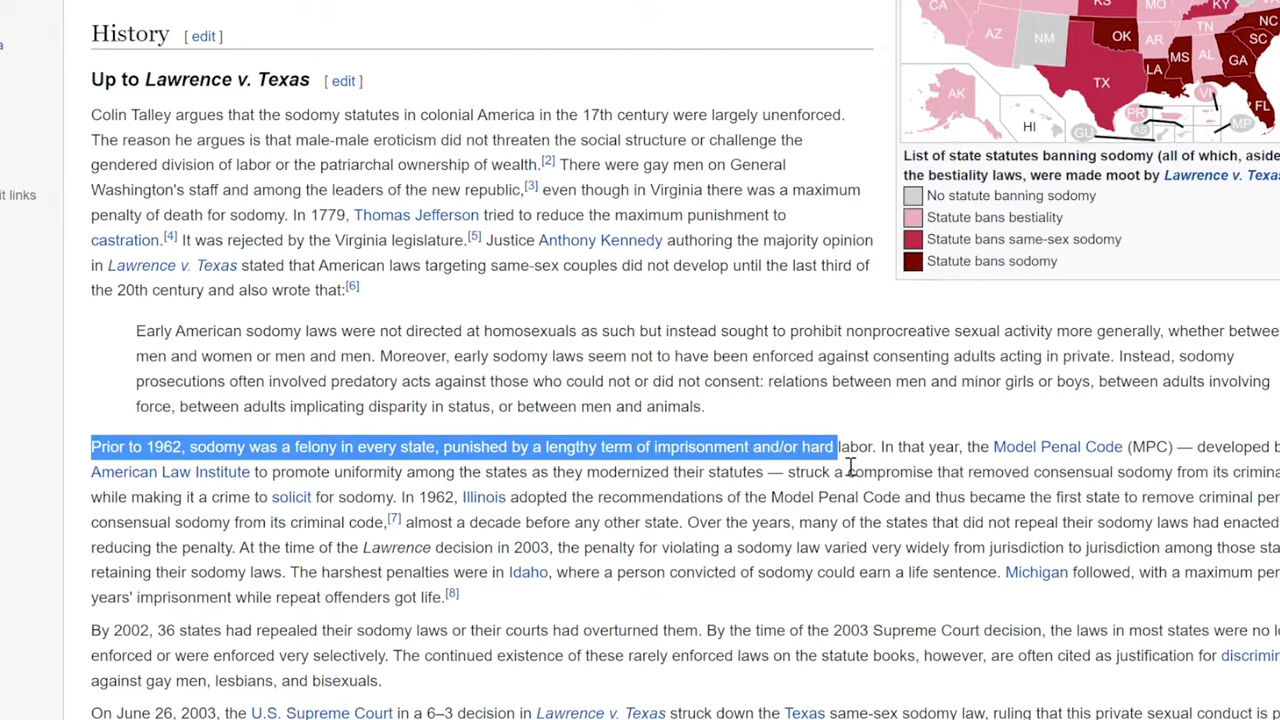 CA
AZ
NM
OK
TX
KS
MO
AR
LA
MS
KY
TN
AL
NC
SC
GA
FL
AK
HI
GU
PR
VI
AS
MP
it links
History [ edit ]
Up to Lawrence v. Texas [ edit ]
Colin Talley argues that the sodomy statutes in colonial America in the 17th century were largely unenforced.
The reason he argues is that male-male eroticism did not threaten the social structure or challenge the
gendered division of labor or the patriarchal ownership of wealth.[2] There were gay men on General
Washington's staff and among the leaders of the new republic,[3] even though in Virginia there was a maximum
penalty of death for sodomy. In 1779, Thomas Jefferson tried to reduce the maximum punishment to
castration.[4] It was rejected by the Virginia legislature.[5] Justice Anthony Kennedy authoring the majority opinion
in Lawrence v. Texas stated that American laws targeting same-sex couples did not develop until the last third of
the 20th century and also wrote that:[6]
List of state statutes banning sodomy (all of which, aside
the bestiality laws, were made moot by Lawrence v. Texas
No statute banning sodomy
Statute bans bestiality
Statute bans same-sex sodomy
Statute bans sodomy
Early American sodomy laws were not directed at homosexuals as such but instead sought to prohibit nonprocreative sexual activity more generally, whether betwee
men and women or men and men. Moreover, early sodomy laws seem not to have been enforced against consenting adults acting in private. Instead, sodomy
prosecutions often involved predatory acts against those who could not or did not consent: relations between men and minor girls or boys, between adults involving
force, between adults implicating disparity in status, or between men and animals.
Prior to 1962, sodomy was a felony in every state, punished by a lengthy term of imprisonment and/or hard labor. In that year, the Model Penal Code (MPC) — developed b
American Law Institute to promote uniformity among the states as they modernized their statutes — struck a compromise that removed consensual sodomy from its crimina
while making it a crime to solicit for sodomy. In 1962, Illinois adopted the recommendations of the Model Penal Code and thus became the first state to remove criminal per
consensual sodomy from its criminal code,[7] almost a decade before any other state. Over the years, many of the states that did not repeal their sodomy laws had enacted
reducing the penalty. At the time of the Lawrence decision in 2003, the penalty for violating a sodomy law varied very widely from jurisdiction to jurisdiction among those sta
retaining their sodomy laws. The harshest penalties were in Idaho, where a person convicted of sodomy could earn a life sentence. Michigan followed, with a maximum pen
years' imprisonment while repeat offenders got life.[8]
By 2002, 36 states had repealed their sodomy laws or their courts had overturned them. By the time of the 2003 Supreme Court decision, the laws in most states were no lo
enforced or were enforced very selectively. The continued existence of these rarely enforced laws on the statute books, however, are often cited as justification for discrimin
against gay men, lesbians, and bisexuals.
On June 26, 2003, the U.S. Supreme Court in a 6–3 decision in Lawrence v. Texas struck down the Texas same-sex sodomy law, ruling that this private sexual conduct is p